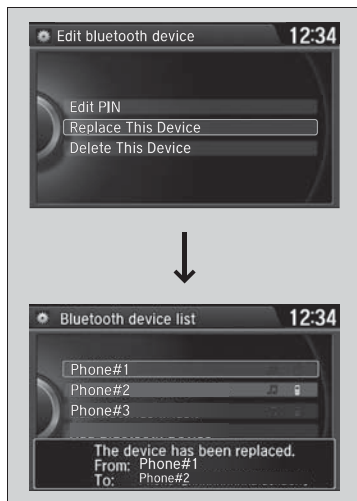 Edit bluetooth device 12:34
Edit PIN
Replace This Device
Delete This Device
Bluetooth device list 12:34
Phone#1
Phone#2
Phone#3
The device has been replaced.
From: Phone#1
To: Phone#2